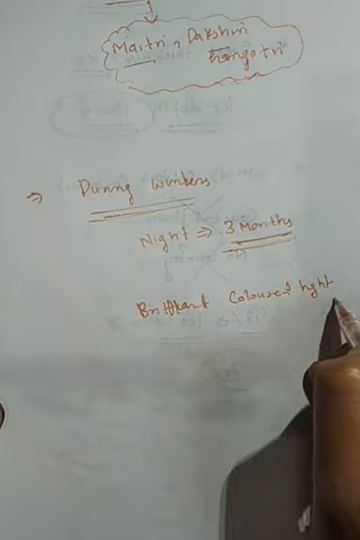 Maitri, Dakshin
Gangotri
⇒ During Winters
Night ⇒ 3 Months
Brilliant Coloured light